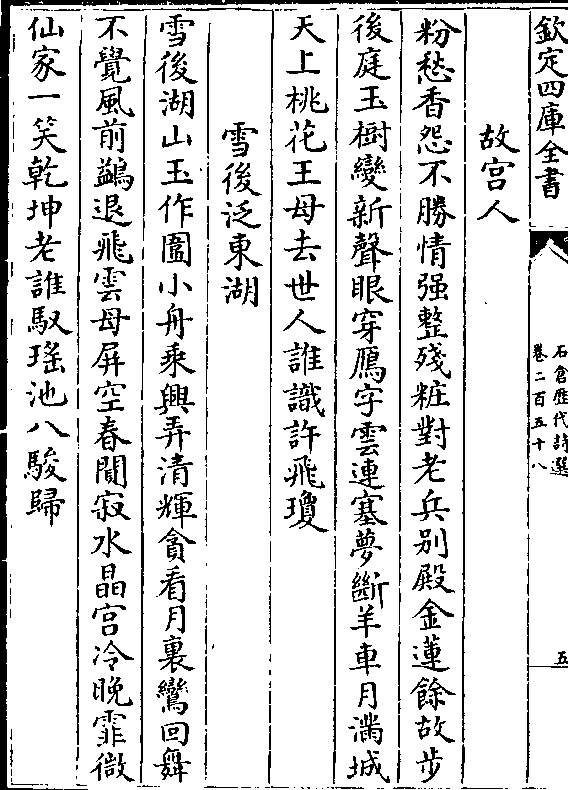 欽定四庫全書
石倉歷代詩選
卷二百五十八
五
故宫人
粉愁香怨不勝情强整殘粧對老兵别殿金蓮餘故步
後庭玉樹變新聲眼穿鴈字雲連塞夢斷羊車月滿城
天上桃花王母去世人誰識許飛瓊
雪後泛東湖
雪後湖山玉作圍小舟乘興弄清輝貪看月裏鸞回舞
不覺風前鷁退飛雲母屏空春閴寂水晶宫冷晚霏微
仙家一笑乾坤老誰馭瑶池八駿歸